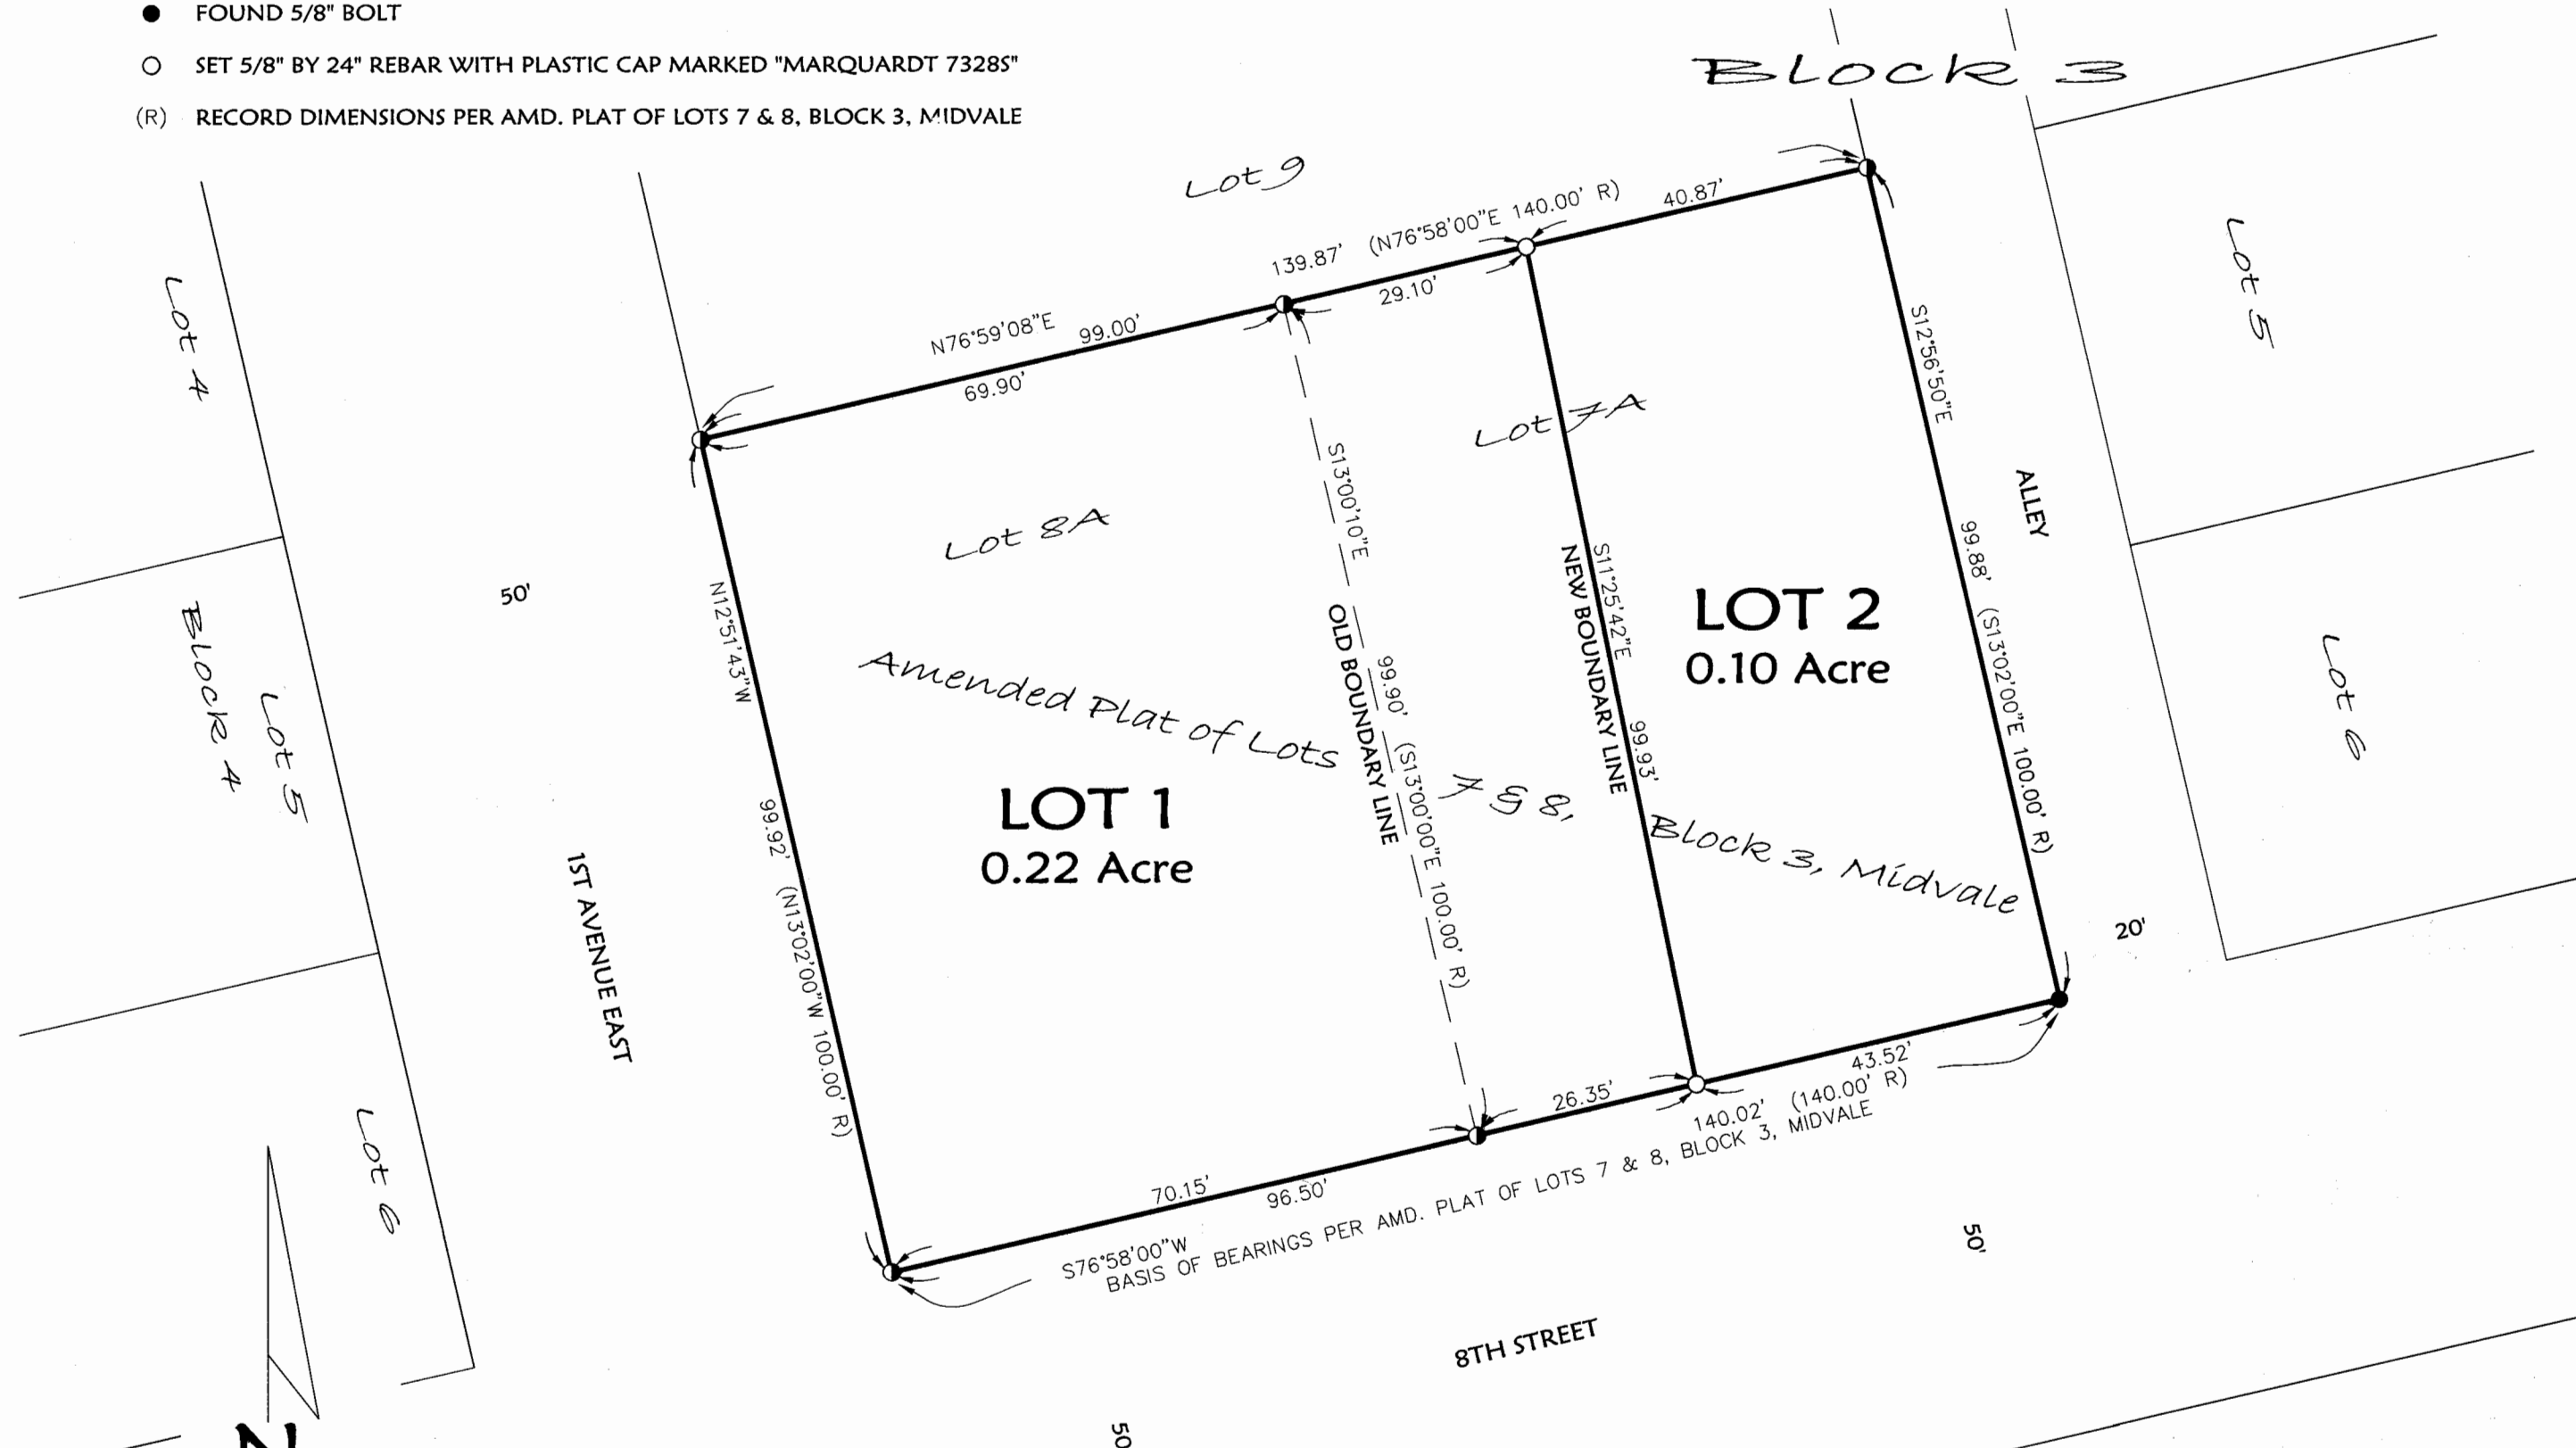 FOUND 5/8" BOLT
SET 5/8" BY 24" REBAR WITH PLASTIC CAP MARKED "MARQUARDT 7328S"
(R) RECORD DIMENSIONS PER AMD. PLAT OF LOTS 7 & 8, BLOCK 3, MIDVALE
Block 3
Lot 9
139.87' (N76°58'00"E 140.00' R)
40.87'
29.10'
N76°59'08"E 99.00'
69.90'
Lot 4
Lot 5
S12°56'50"E
99.88' (S13°02'00"E 100.00' R)
ALLEY
Lot 7A
Lot 8A
S13°00'10"E
99.90' (S13°00'00"E 100.00' R)
OLD BOUNDARY LINE
S11°25'42"E
99.93'
NEW BOUNDARY LINE
50'
N12°51'43"W
99.92' (N13°02'00"W 100.00' R)
LOT 2
0.10 Acre
Block 4
Lot 5
Lot 6
Amended Plat of Lots 7 & 8, Block 3, Midvale
LOT 1
0.22 Acre
1ST AVENUE EAST
20'
43.52'
26.35'
140.02' (140.00' R)
70.15'
96.50'
S76°58'00"W
BASIS OF BEARINGS PER AMD. PLAT OF LOTS 7 & 8, BLOCK 3, MIDVALE
Lot 6
50'
8TH STREET
50
N